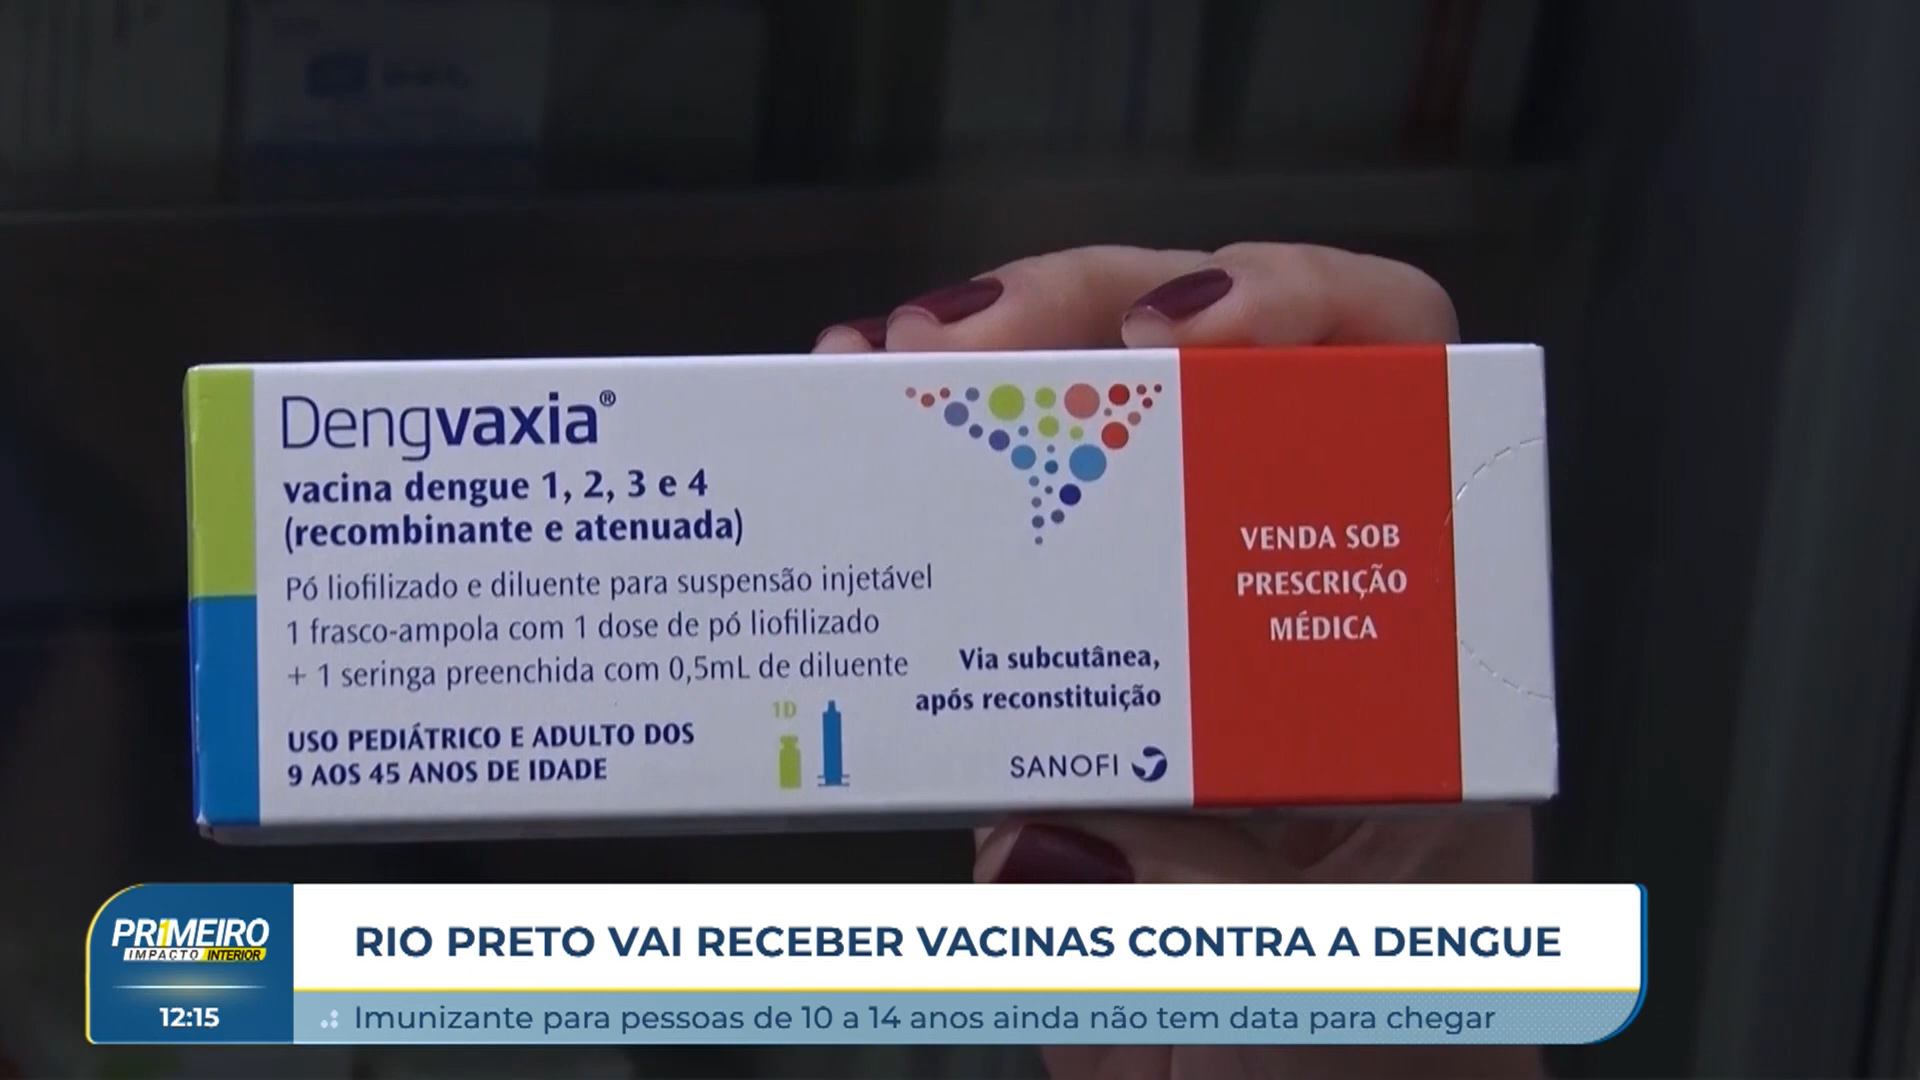 Dengvaxia®
vacina dengue 1, 2, 3 e 4
(recombinante e atenuada)
Pó liofilizado e diluente para suspensão injetável
1 frasco-ampola com 1 dose de pó liofilizado
+ 1 seringa preenchida com 0,5mL de diluente
Via subcutânea,
após reconstituição
USO PEDIÁTRICO E ADULTO DOS
9 AOS 45 ANOS DE IDADE
1D
SANOFI
VENDA SOB
PRESCRIÇÃO
MÉDICA
PR1MEIRO
IMPACTO INTERIOR
12:15
RIO PRETO VAI RECEBER VACINAS CONTRA A DENGUE
Imunizante para pessoas de 10 a 14 anos ainda não tem data para chegar